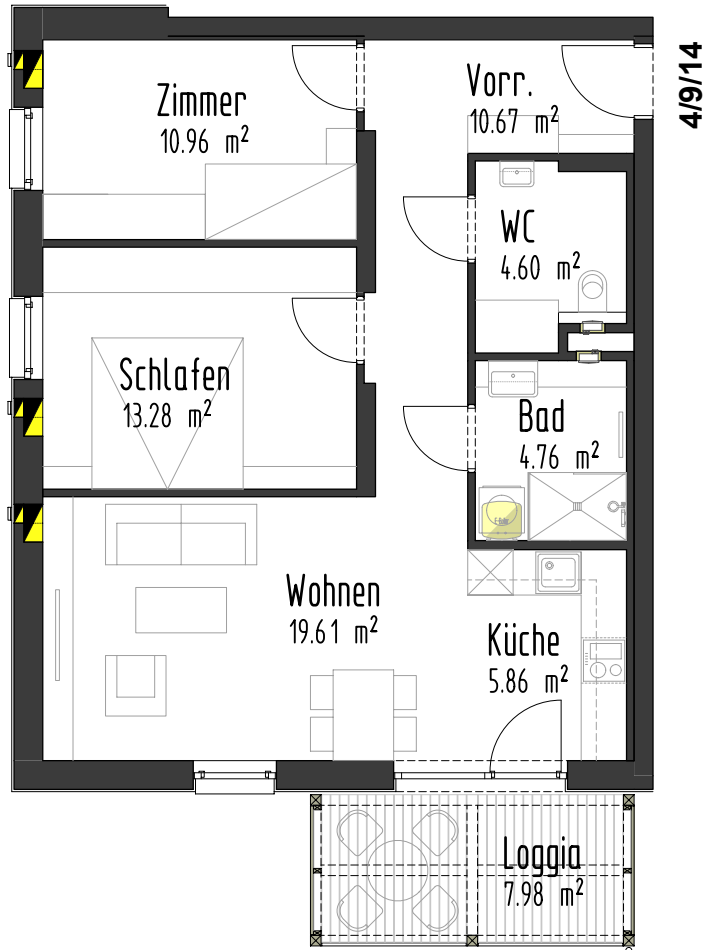 Zimmer
10.96 m²
Vorr.
10.67 m²
4/9/14
WC
4.60 m²
Schlafen
13.28 m²
Bad
4.76 m²
Wohnen
19.61 m²
Küche
5.86 m²
Loggia
7.98 m²